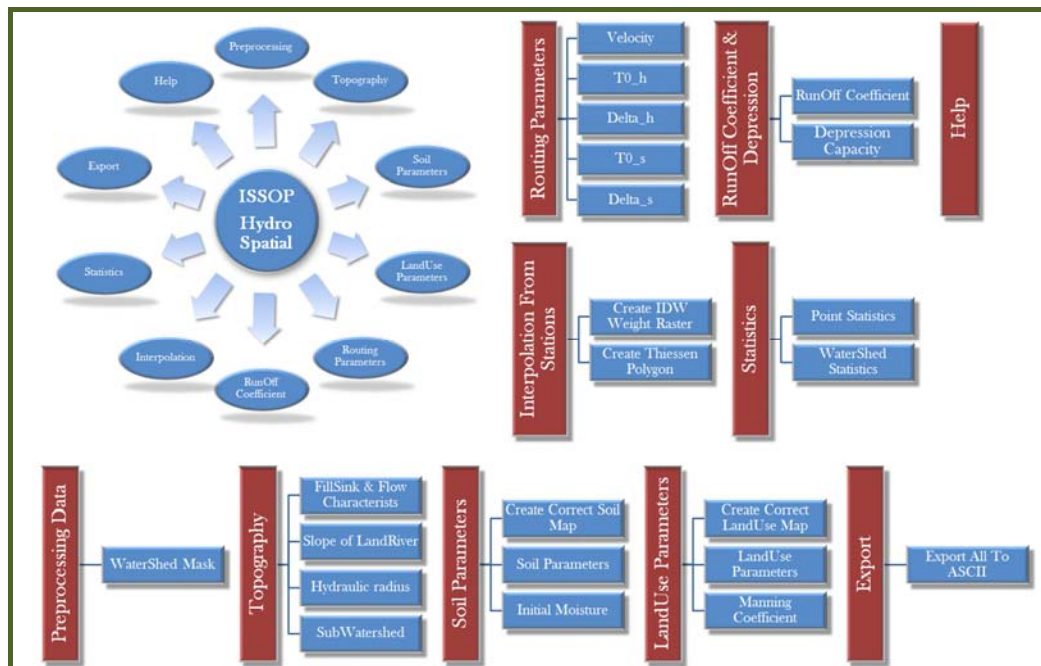 Preprocessing
Topography
Soil
Parameters
LandUse
Parameters
Routing
Parameters
RunOff
Coefficient
Interpolation
Statistics
Export
Help
ISSOP
Hydro
Spatial
Routing Parameters
Velocity
T0_h
Delta_h
T0_s
Delta_s
RunOff Coefficient &
Depression
RunOff Coefficient
Depression
Capacity
Help
Interpolation From
Stations
Create IDW
Weight Raster
Create Thiessen
Polygon
Statistics
Point Statistics
WaterShed
Statistics
Preprocessing Data
WaterShed Mask
Topography
FillSink & Flow
Characterists
Slope of LandRiver
Hydraulic radius
SubWatershed
Soil Parameters
Create Correct Soil
Map
Soil Parameters
Initial Moisture
LandUse Parameters
Create Correct
LandUse Map
LandUse
Parameters
Manning
Coefficient
Export
Export All To
ASCII